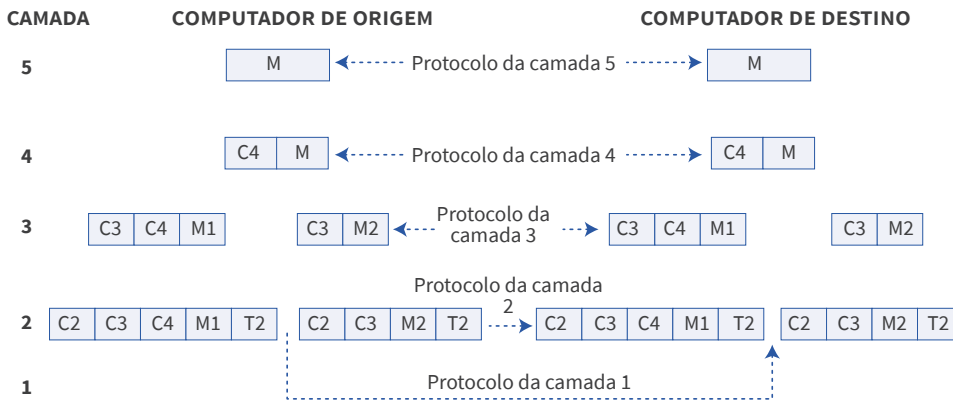 CAMADA COMPUTADOR DE ORIGEM COMPUTADOR DE DESTINO
5 M Protocolo da camada 5 M
4 C4 M Protocolo da camada 4 C4 M
3 C3 C4 M1 C3 M2 Protocolo da camada 3 C3 C4 M1 C3 M2
Protocolo da camada
2 C2 C3 C4 M1 T2 C2 C3 M2 T2 2 C2 C3 C4 M1 T2 C2 C3 M2 T2
1 Protocolo da camada 1